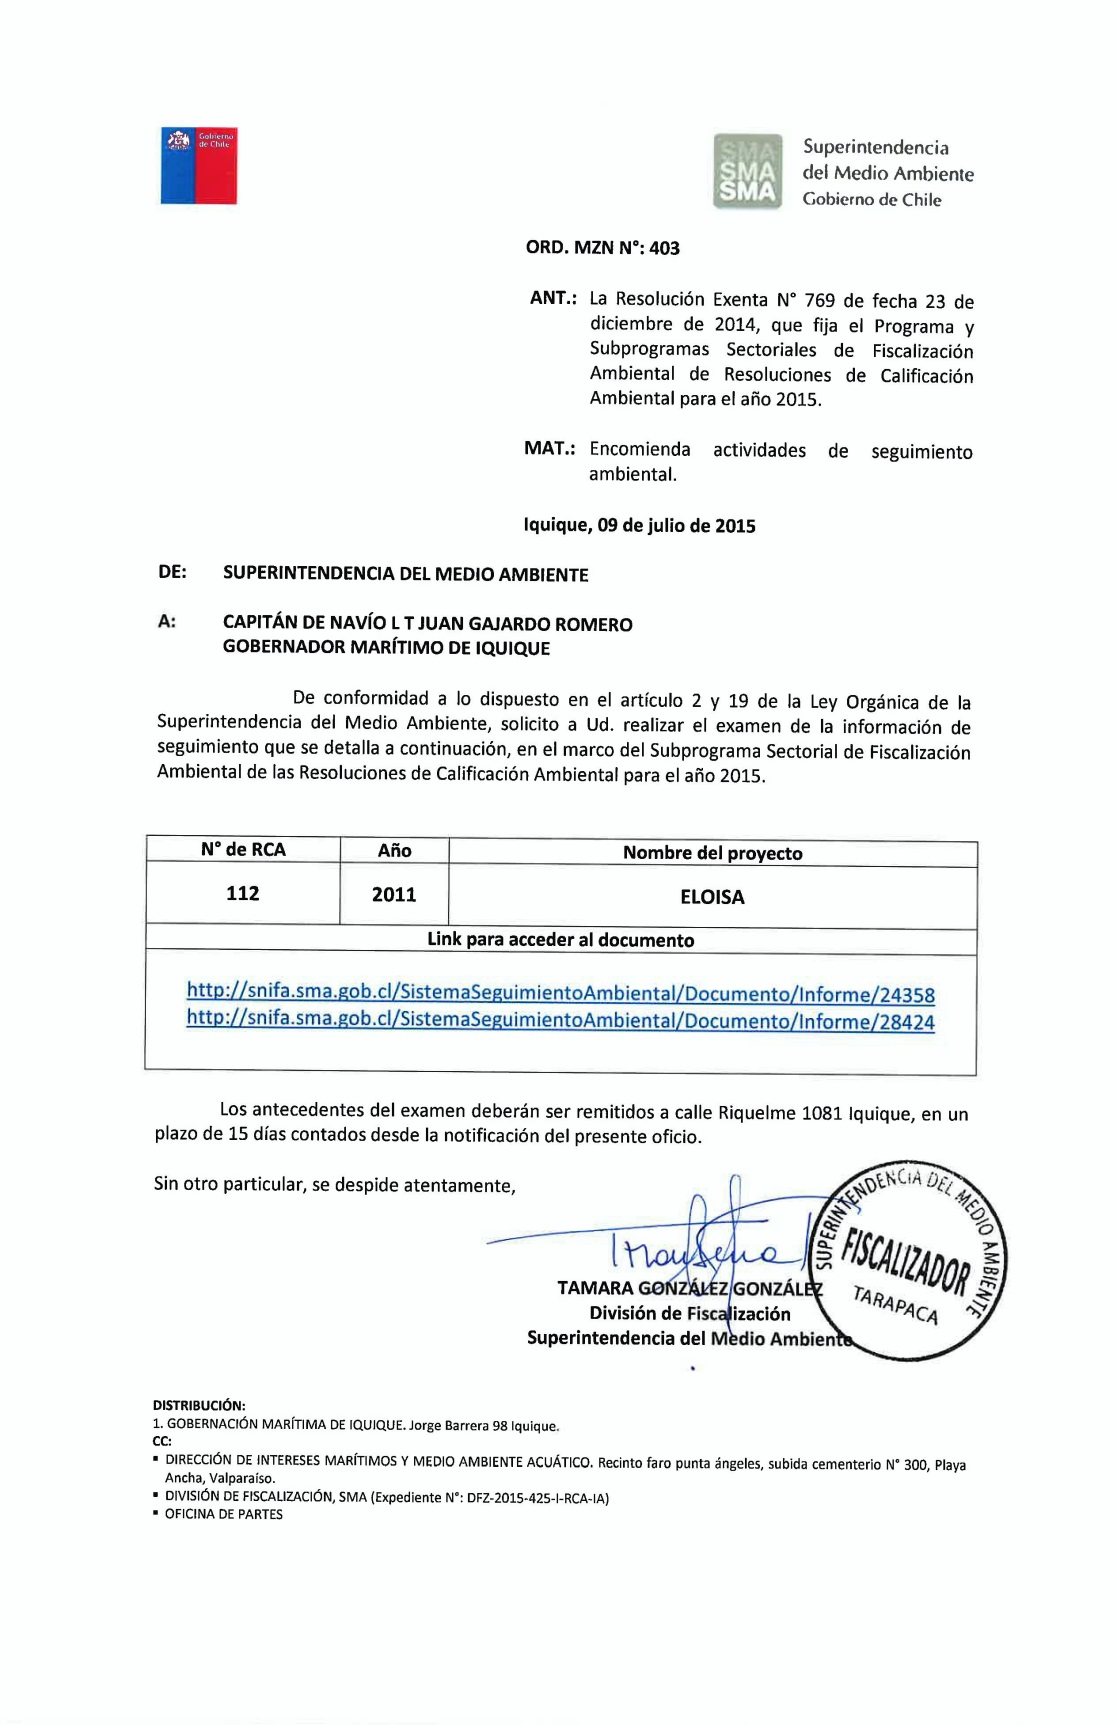 Gobierno
de Chile
SMA
SMA
SMA
Superintendencia
del Medio Ambiente
Gobierno de Chile
ORD. MZN N°: 403
ANT.: La Resolución Exenta N° 769 de fecha 23 de
diciembre de 2014, que fija el Programa y
Subprogramas Sectoriales de Fiscalización
Ambiental de Resoluciones de Calificación
Ambiental para el año 2015.
MAT.: Encomienda actividades de seguimiento
ambiental.
Iquique, 09 de julio de 2015
DE: SUPERINTENDENCIA DEL MEDIO AMBIENTE
A: CAPITÁN DE NAVÍO L T JUAN GAJARDO ROMERO
GOBERNADOR MARÍTIMO DE IQUIQUE
De conformidad a lo dispuesto en el artículo 2 y 19 de la Ley Orgánica de la
Superintendencia del Medio Ambiente, solicito a Ud. realizar el examen de la información de
seguimiento que se detalla a continuación, en el marco del Subprograma Sectorial de Fiscalización
Ambiental de las Resoluciones de Calificación Ambiental para el año 2015.
N° de RCA Año Nombre del proyecto
112 2011 ELOISA
Link para acceder al documento
http://snifa.sma.gob.cl/SistemaSeguimientoAmbiental/Documento/Informe/24358
http://snifa.sma.gob.cl/SistemaSeguimientoAmbiental/Documento/Informe/28424
Los antecedentes del examen deberán ser remitidos a calle Riquelme 1081 Iquique, en un
plazo de 15 días contados desde la notificación del presente oficio.
Sin otro particular, se despide atentamente,
SUPERINTENDENCIA DEL MEDIO AMBIENTE
FISCALIZADOR
TARAPACA
TAMARA GONZÁLEZ GONZÁLEZ
División de Fiscalización
Superintendencia del Medio Ambiente
DISTRIBUCIÓN:
1. GOBERNACIÓN MARÍTIMA DE IQUIQUE. Jorge Barrera 98 Iquique.
CC:
▪ DIRECCIÓN DE INTERESES MARÍTIMOS Y MEDIO AMBIENTE ACUÁTICO. Recinto faro punta ángeles, subida cementerio N° 300, Playa
Ancha, Valparaíso.
▪ DIVISIÓN DE FISCALIZACIÓN, SMA (Expediente N°: DFZ-2015-425-I-RCA-IA)
▪ OFICINA DE PARTES